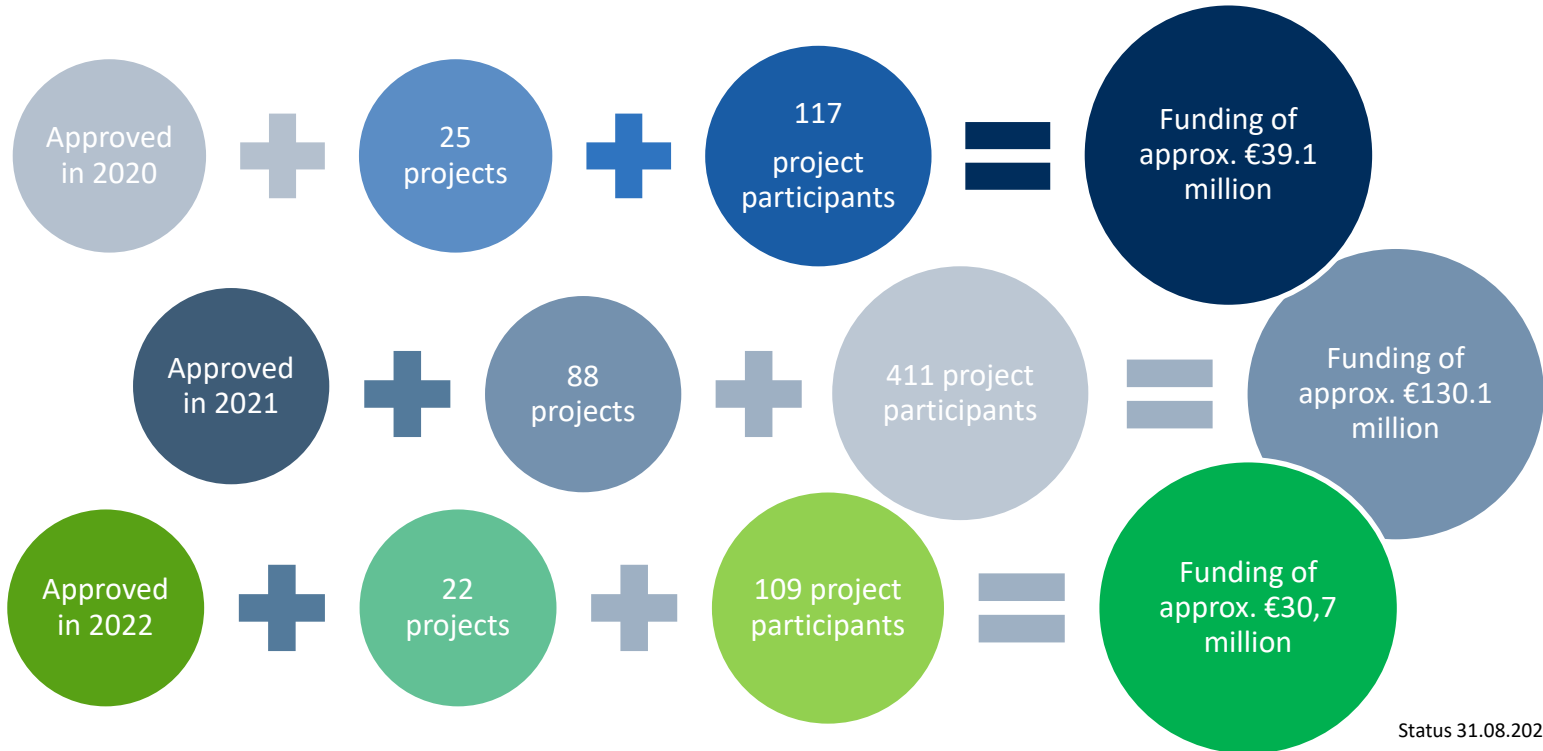 Approved
in 2020
25
projects
117
project
participants
Funding of
approx. €39.1
million
Approved
in 2021
88
projects
411 project
participants
Funding of
approx. €130.1
million
Approved
in 2022
22
projects
109 project
participants
Funding of
approx. €30,7
million
Status 31.08.202